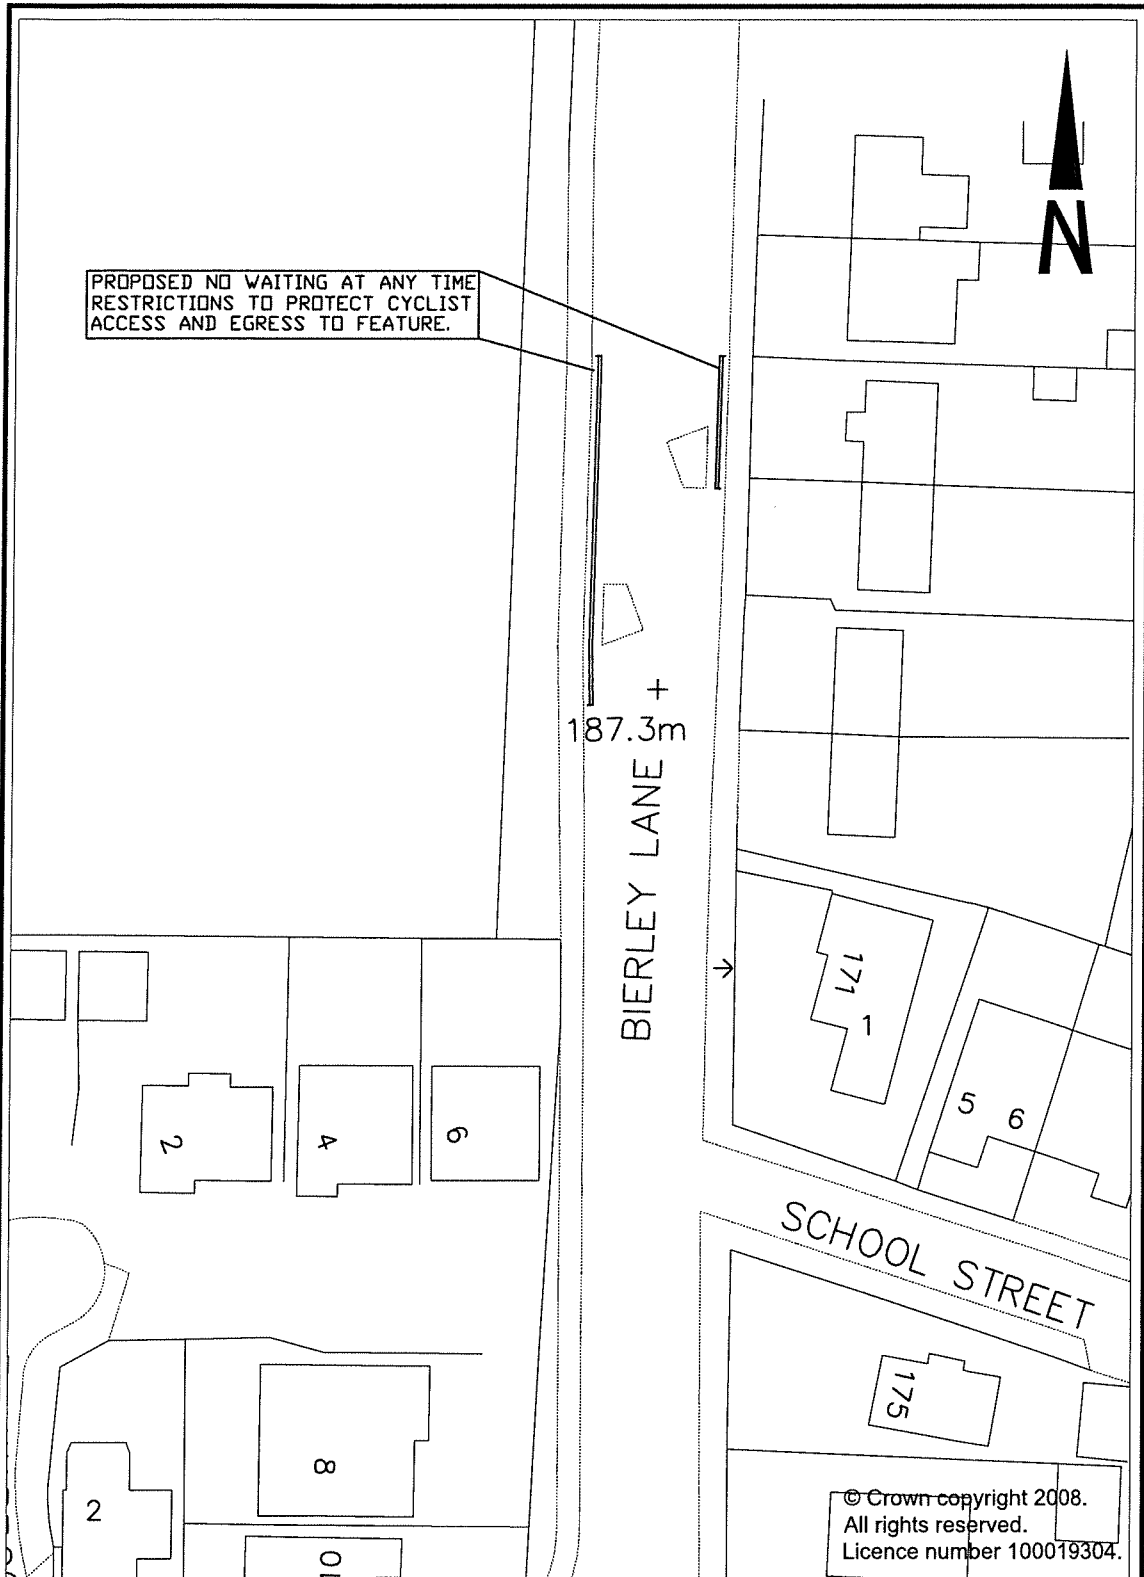 N
PROPOSED NO WAITING AT ANY TIME
RESTRICTIONS TO PROTECT CYCLIST
ACCESS AND EGRESS TO FEATURE.
187.3m
BIERLEY LANE
171
1
5
6
2
4
6
SCHOOL STREET
175
8
2
10
© Crown copyright 2008.
All rights reserved.
Licence number 100019304.